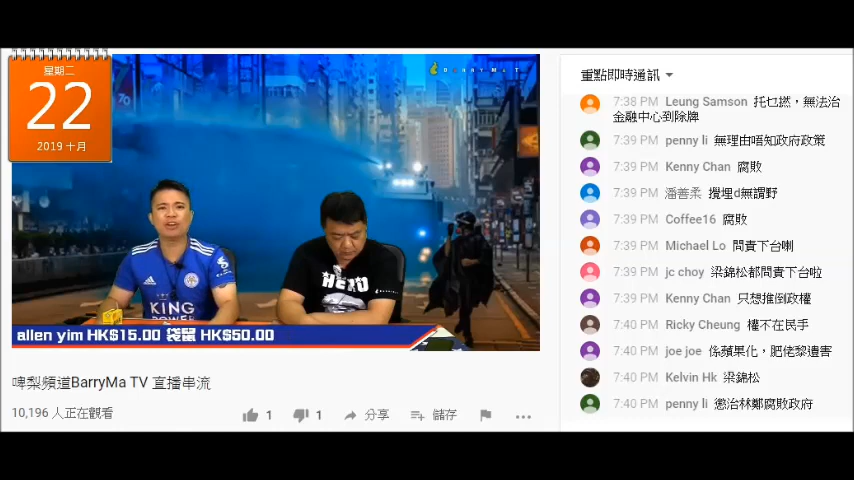 星期二
22
2019 十月
BARRYMAT
KING
POWER
HERO
allen yim HK$15.00 袋鼠 HK$50.00
啤梨頻道BarryMa TV 直播串流
10,196 人正在觀看
1 1 分享 儲存
重點即時通訊
7:38 PM Leung Samson 托乜撚，無法治
金融中心到除牌
7:39 PM penny li 無理由唔知政府政策
7:39 PM Kenny Chan 腐敗
7:39 PM 潘善柔 攪埋d無謂野
7:39 PM Coffee16 腐敗
7:39 PM Michael Lo 問責下台喇
7:39 PM jc choy 梁錦松都問責下台啦
7:39 PM Kenny Chan 只想推倒政權
7:40 PM Ricky Cheung 權不在民手
7:40 PM joe joe 係蘋果化，肥佬黎遺害
7:40 PM Kelvin Hk 梁錦松
7:40 PM penny li 懲治林鄭腐敗政府